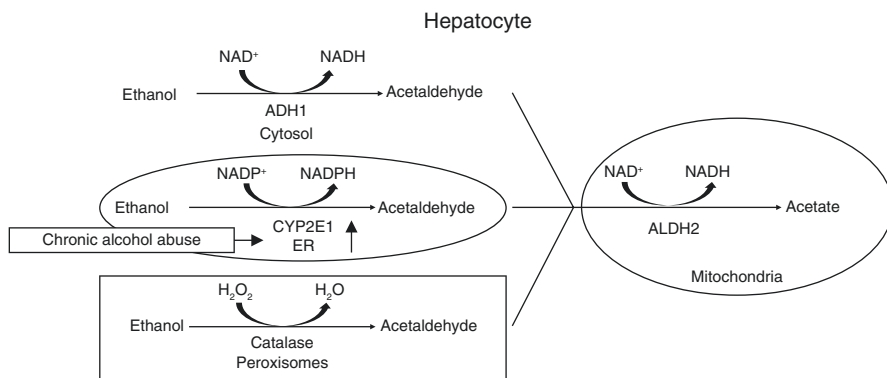 Hepatocyte
NAD⁺ NADH
Ethanol Acetaldehyde
ADH1
Cytosol
NADP⁺ NADPH
Ethanol Acetaldehyde
CYP2E1
Chronic alcohol abuse
ER
H₂O₂ H₂O
Ethanol Acetaldehyde
Catalase
Peroxisomes
NAD⁺ NADH
Acetate
ALDH2
Mitochondria